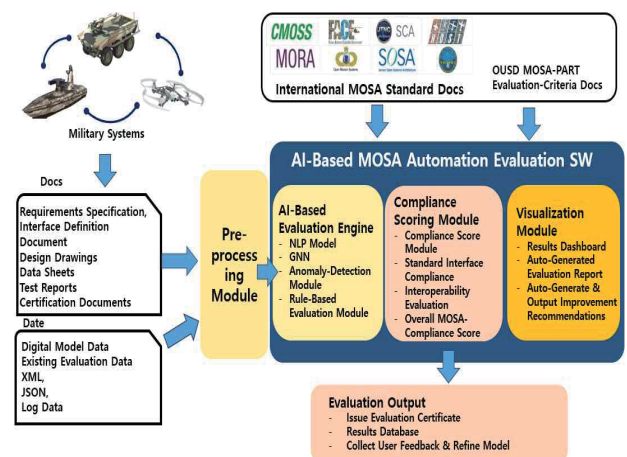 CMOSS
FACE
SCA
MORA
SOSA
International MOSA Standard Docs
OUSD MOSA-PART
Evaluation-Criteria Docs
Military Systems
AI-Based MOSA Automation Evaluation SW
Docs
Requirements Specification,
Interface Definition
Document
Design Drawings
Data Sheets
Test Reports
Certification Documents
Date
Digital Model Data
Existing Evaluation Data
XML,
JSON,
Log Data
Pre-
process
ing
Module
AI-Based
Evaluation Engine
- NLP Model
- GNN
- Anomaly-Detection
Module
- Rule-Based
Evaluation Module
Compliance
Scoring Module
- Compliance Score
Module
- Standard Interface
Compliance
- Interoperability
Evaluation
- Overall MOSA-
Compliance Score
Visualization
Module
- Results Dashboard
- Auto-Generated
Evaluation Report
- Auto-Generate &
Output Improvement
Recommendations
Evaluation Output
- Issue Evaluation Certificate
- Results Database
- Collect User Feedback & Refine Model